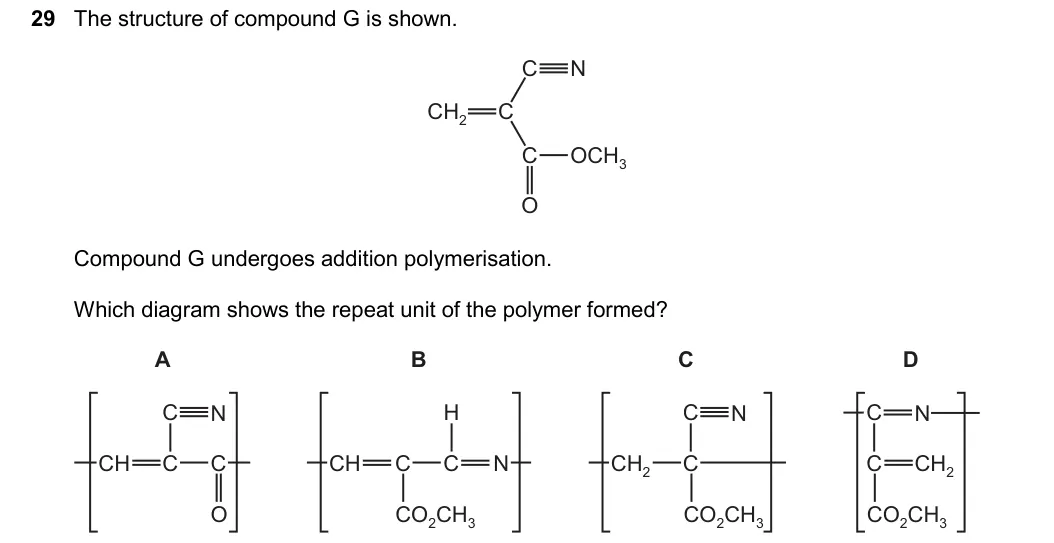 29 The structure of compound G is shown.
C≡N
CH₂=C
C—OCH₃
O
Compound G undergoes addition polymerisation.
Which diagram shows the repeat unit of the polymer formed?
A B C D
C≡N H C≡N C=N
CH=C—C CH=C—C=N CH₂—C C=CH₂
O CO₂CH₃ CO₂CH₃ CO₂CH₃